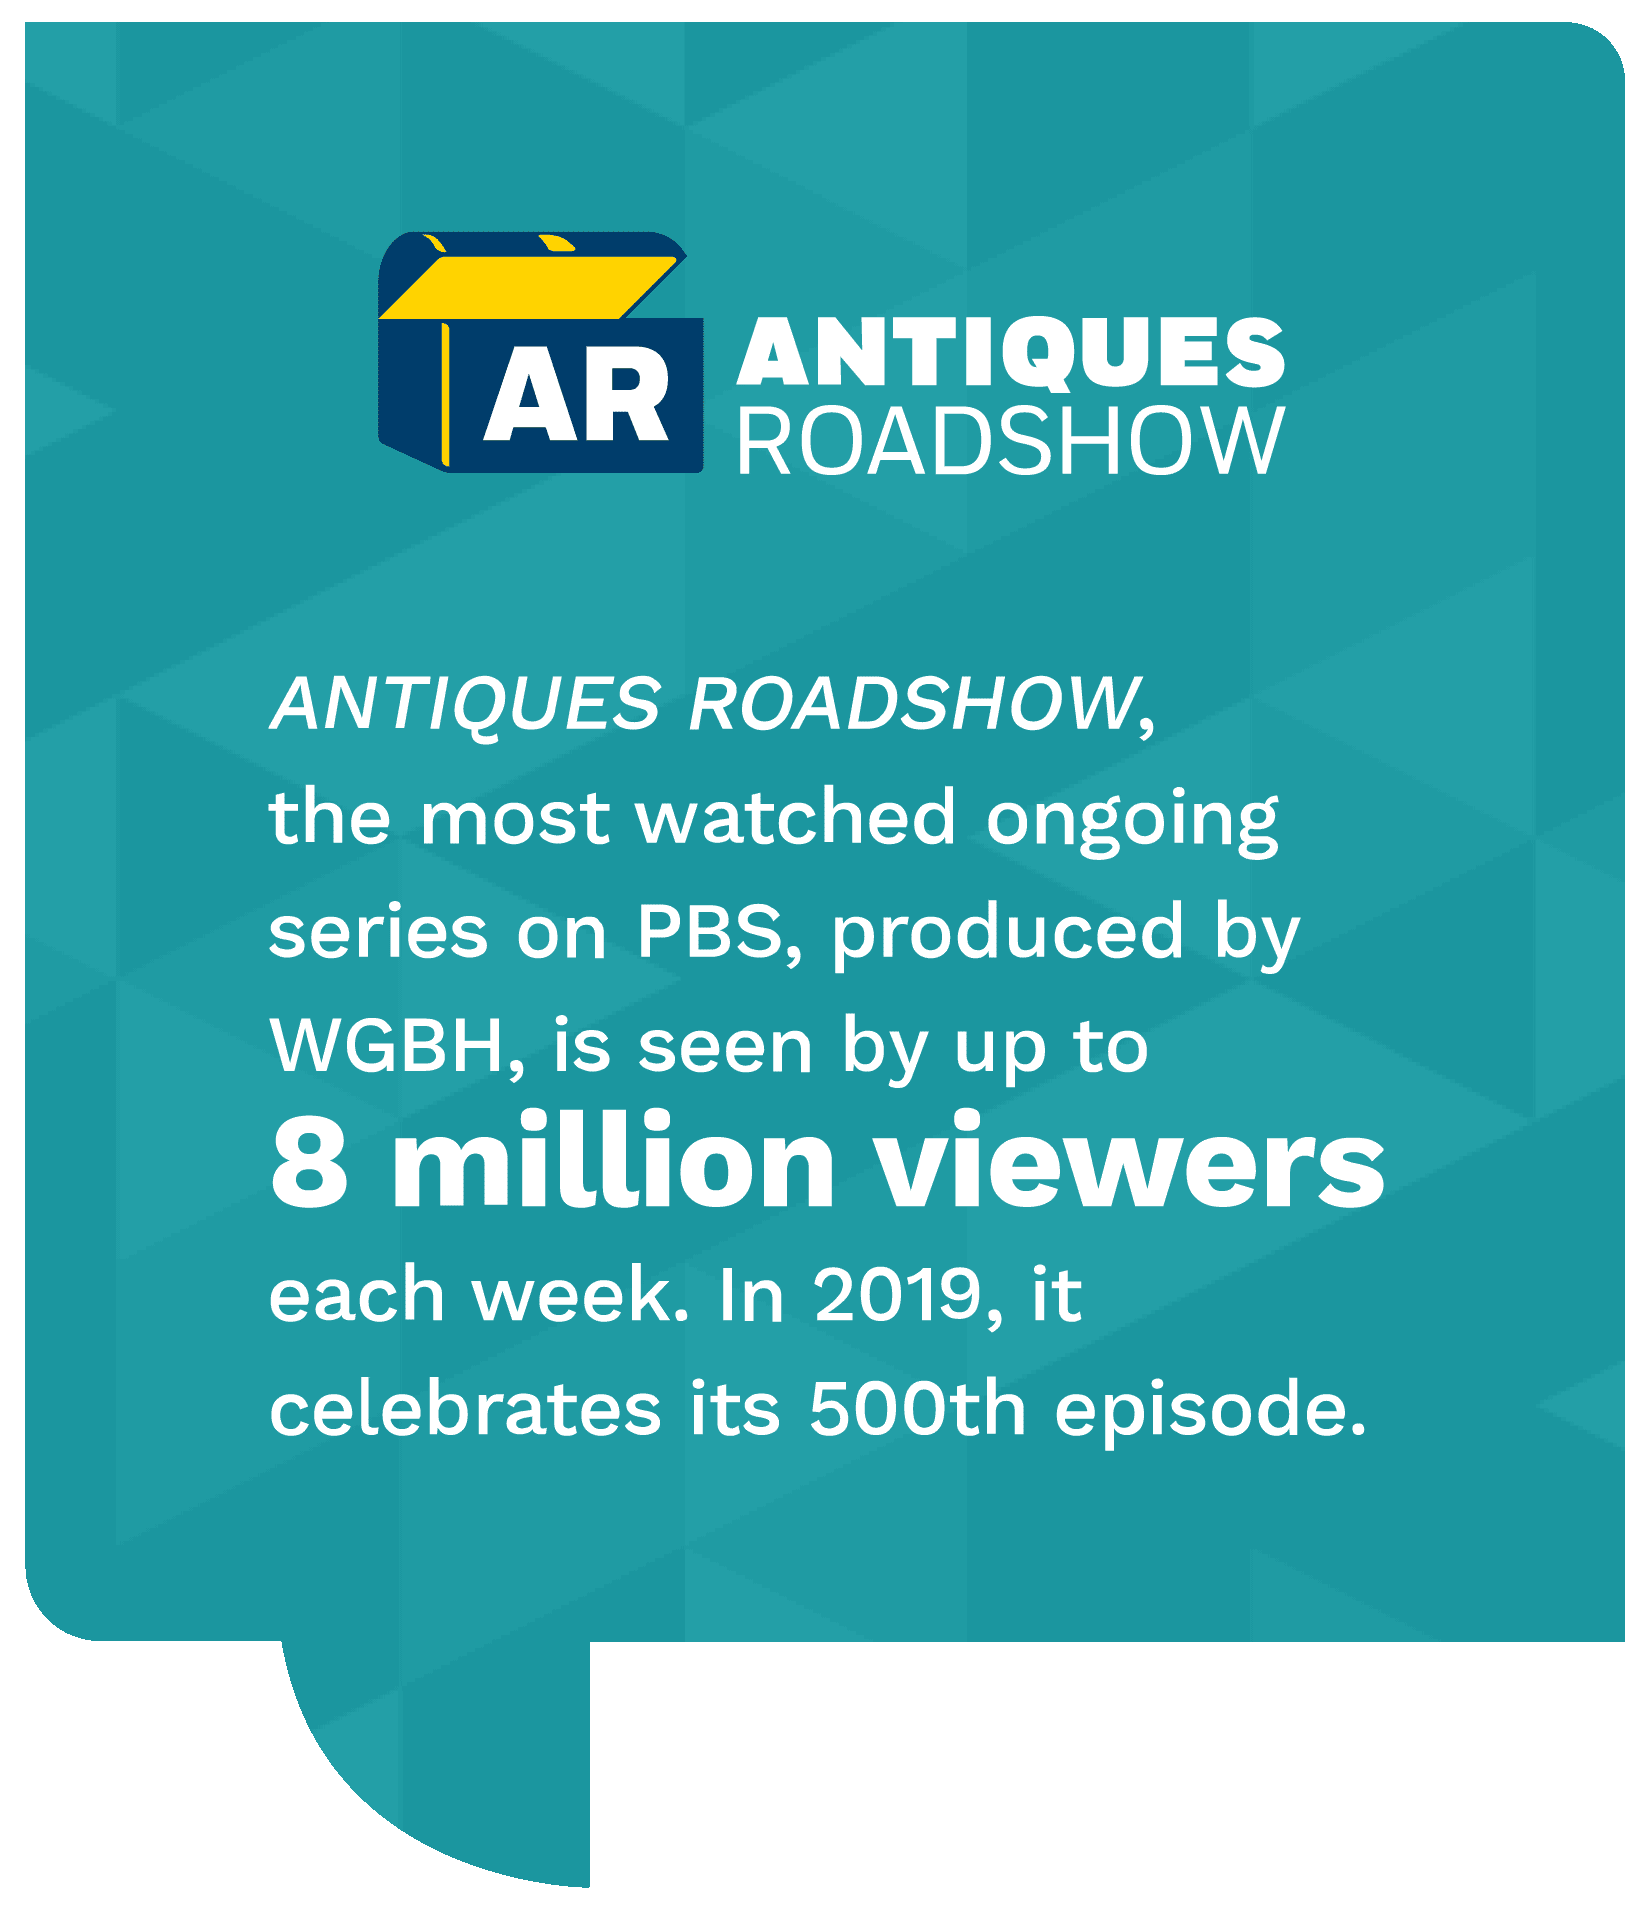 AR
ANTIQUES
ROADSHOW
ANTIQUES ROADSHOW,
the most watched ongoing
series on PBS, produced by
WGBH, is seen by up to
8 million viewers
each week. In 2019, it
celebrates its 500th episode.